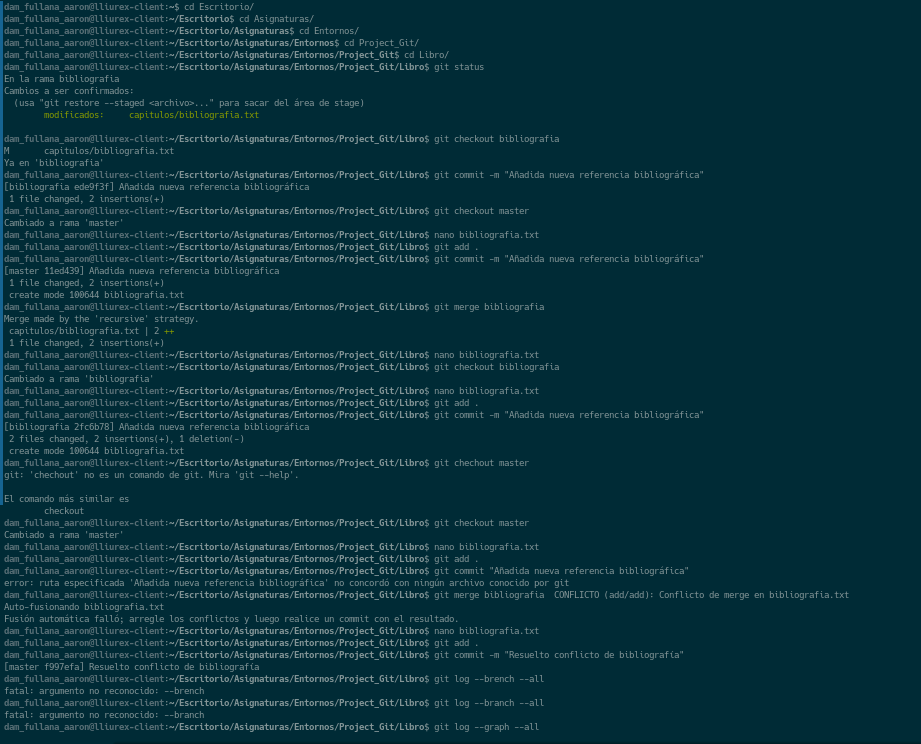 dam_fullana_aaron@lliurex-client:~$ cd Escritorio/
dam_fullana_aaron@lliurex-client:~/Escritorio$ cd Asignaturas/
dam_fullana_aaron@lliurex-client:~/Escritorio/Asignaturas$ cd Entornos/
dam_fullana_aaron@lliurex-client:~/Escritorio/Asignaturas/Entornos$ cd Project_Git/
dam_fullana_aaron@lliurex-client:~/Escritorio/Asignaturas/Entornos/Project_Git$ cd Libro/
dam_fullana_aaron@lliurex-client:~/Escritorio/Asignaturas/Entornos/Project_Git/Libro$ git status
En la rama bibliografia
Cambios a ser confirmados:
  (usa "git restore --staged <archivo>..." para sacar del área de stage)
        modificados:     capitulos/bibliografia.txt

dam_fullana_aaron@lliurex-client:~/Escritorio/Asignaturas/Entornos/Project_Git/Libro$ git checkout bibliografia
M       capitulos/bibliografia.txt
Ya en 'bibliografia'
dam_fullana_aaron@lliurex-client:~/Escritorio/Asignaturas/Entornos/Project_Git/Libro$ git commit -m "Añadida nueva referencia bibliográfica"
[bibliografia ede9f3f] Añadida nueva referencia bibliográfica
 1 file changed, 2 insertions(+)
dam_fullana_aaron@lliurex-client:~/Escritorio/Asignaturas/Entornos/Project_Git/Libro$ git checkout master
Cambiado a rama 'master'
dam_fullana_aaron@lliurex-client:~/Escritorio/Asignaturas/Entornos/Project_Git/Libro$ nano bibliografia.txt
dam_fullana_aaron@lliurex-client:~/Escritorio/Asignaturas/Entornos/Project_Git/Libro$ git add .
dam_fullana_aaron@lliurex-client:~/Escritorio/Asignaturas/Entornos/Project_Git/Libro$ git commit -m "Añadida nueva referencia bibliográfica"
[master 11ed439] Añadida nueva referencia bibliográfica
 1 file changed, 2 insertions(+)
 create mode 100644 bibliografia.txt
dam_fullana_aaron@lliurex-client:~/Escritorio/Asignaturas/Entornos/Project_Git/Libro$ git merge bibliografia
Merge made by the 'recursive' strategy.
 capitulos/bibliografia.txt | 2 ++
 1 file changed, 2 insertions(+)
dam_fullana_aaron@lliurex-client:~/Escritorio/Asignaturas/Entornos/Project_Git/Libro$ nano bibliografia.txt
dam_fullana_aaron@lliurex-client:~/Escritorio/Asignaturas/Entornos/Project_Git/Libro$ git checkout bibliografia
Cambiado a rama 'bibliografia'
dam_fullana_aaron@lliurex-client:~/Escritorio/Asignaturas/Entornos/Project_Git/Libro$ nano bibliografia.txt
dam_fullana_aaron@lliurex-client:~/Escritorio/Asignaturas/Entornos/Project_Git/Libro$ git add .
dam_fullana_aaron@lliurex-client:~/Escritorio/Asignaturas/Entornos/Project_Git/Libro$ git commit -m "Añadida nueva referencia bibliográfica"
[bibliografia 2fc6b78] Añadida nueva referencia bibliográfica
 2 files changed, 2 insertions(+), 1 deletion(-)
 create mode 100644 bibliografia.txt
dam_fullana_aaron@lliurex-client:~/Escritorio/Asignaturas/Entornos/Project_Git/Libro$ git chechout master
git: 'chechout' no es un comando de git. Mira 'git --help'.

El comando más similar es
        checkout
dam_fullana_aaron@lliurex-client:~/Escritorio/Asignaturas/Entornos/Project_Git/Libro$ git checkout master
Cambiado a rama 'master'
dam_fullana_aaron@lliurex-client:~/Escritorio/Asignaturas/Entornos/Project_Git/Libro$ nano bibliografia.txt
dam_fullana_aaron@lliurex-client:~/Escritorio/Asignaturas/Entornos/Project_Git/Libro$ git add .
dam_fullana_aaron@lliurex-client:~/Escritorio/Asignaturas/Entornos/Project_Git/Libro$ git commit "Añadida nueva referencia bibliográfica"
error: ruta especificada 'Añadida nueva referencia bibliográfica' no concordó con ningún archivo conocido por git
dam_fullana_aaron@lliurex-client:~/Escritorio/Asignaturas/Entornos/Project_Git/Libro$ git merge bibliografia  CONFLICTO (add/add): Conflicto de merge en bibliografia.txt
Auto-fusionando bibliografia.txt
Fusión automática falló; arregle los conflictos y luego realice un commit con el resultado.
dam_fullana_aaron@lliurex-client:~/Escritorio/Asignaturas/Entornos/Project_Git/Libro$ nano bibliografia.txt
dam_fullana_aaron@lliurex-client:~/Escritorio/Asignaturas/Entornos/Project_Git/Libro$ git add .
dam_fullana_aaron@lliurex-client:~/Escritorio/Asignaturas/Entornos/Project_Git/Libro$ git commit -m "Resuelto conflicto de bibliografía"
[master f997efa] Resuelto conflicto de bibliografía
dam_fullana_aaron@lliurex-client:~/Escritorio/Asignaturas/Entornos/Project_Git/Libro$ git log --brench --all
fatal: argumento no reconocido: --brench
dam_fullana_aaron@lliurex-client:~/Escritorio/Asignaturas/Entornos/Project_Git/Libro$ git log --branch --all
fatal: argumento no reconocido: --branch
dam_fullana_aaron@lliurex-client:~/Escritorio/Asignaturas/Entornos/Project_Git/Libro$ git log --graph --all